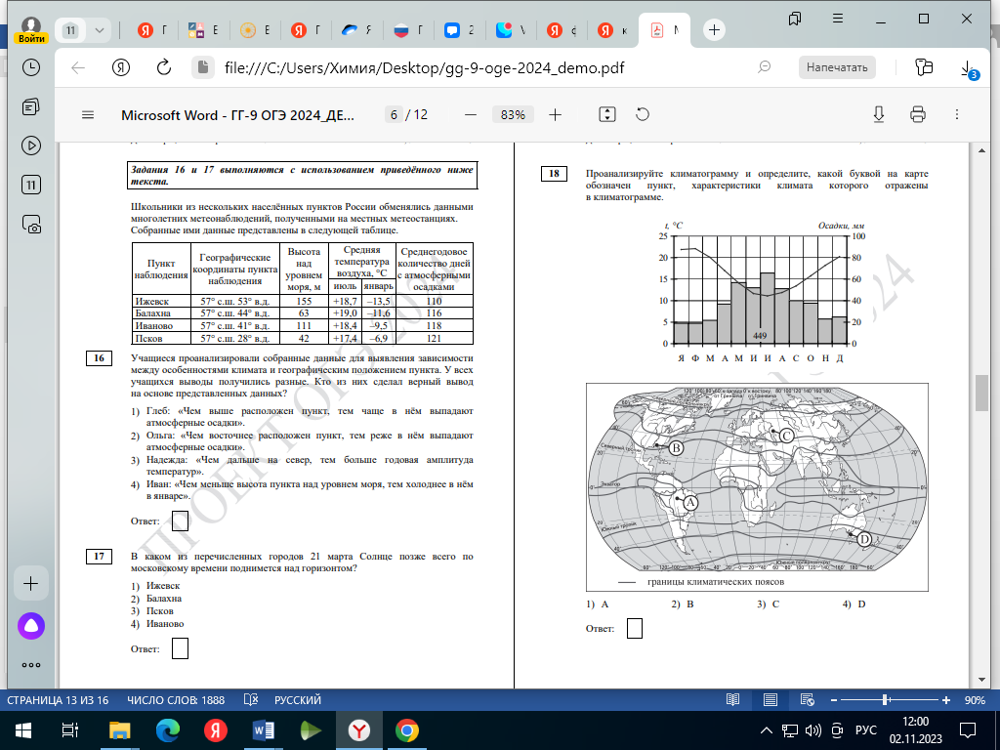 Войти
11
Г
Е
Е
Г
Я
Г
2
V
ф
к
М
file:///C:/Users/Химия/Desktop/gg-9-oge-2024_demo.pdf
Напечатать
3
Microsoft Word - ГГ-9 ОГЭ 2024_ДЕ...
6 / 12
83%
11
Задания 16 и 17 выполняются с использованием приведённого ниже
текста.
Школьники из нескольких населённых пунктов России обменялись данными
многолетних метеонаблюдений, полученными на местных метеостанциях.
Собранные ими данные представлены в следующей таблице.
Пункт наблюдения Географические координаты пункта наблюдения Высота над уровнем моря, м Средняя температура воздуха, °С Среднегодовое количество дней с атмосферными осадками
июль январь
Ижевск 57° с.ш. 53° в.д. 155 +18,7 –13,5 110
Балахна 57° с.ш. 44° в.д. 63 +19,0 –11,6 116
Иваново 57° с.ш. 41° в.д. 111 +18,4 –9,5 118
Псков 57° с.ш. 28° в.д. 42 +17,4 –6,9 121
16
Учащиеся проанализировали собранные данные для выявления зависимости
между особенностями климата и географическим положением пункта. У всех
учащихся выводы получились разные. Кто из них сделал верный вывод
на основе представленных данных?
1) Глеб: «Чем выше расположен пункт, тем чаще в нём выпадают
атмосферные осадки».
2) Ольга: «Чем восточнее расположен пункт, тем реже в нём выпадают
атмосферные осадки».
3) Надежда: «Чем дальше на север, тем больше годовая амплитуда
температур».
4) Иван: «Чем меньше высота пункта над уровнем моря, тем холоднее в нём
в январе».
Ответ:
17
В каком из перечисленных городов 21 марта Солнце позже всего по
московскому времени поднимется над горизонтом?
1) Ижевск
2) Балахна
3) Псков
4) Иваново
Ответ:
ПРОЕКТ ОГЭ 2024
18
Проанализируйте климатограмму и определите, какой буквой на карте
обозначен пункт, характеристики климата которого отражены
в климатограмме.
t, °C Осадки, мм
25 100
20 80
15 60
10 40
5 20
0 0
449
Я Ф М А М И И А С О Н Д
Северный тропик
Экватор
Южный тропик
A
B
C
D
границы климатических поясов
1) A 2) B 3) C 4) D
Ответ:
24
СТРАНИЦА 13 ИЗ 16 ЧИСЛО СЛОВ: 1888 РУССКИЙ
90%
РУС
12:00
02.11.2023